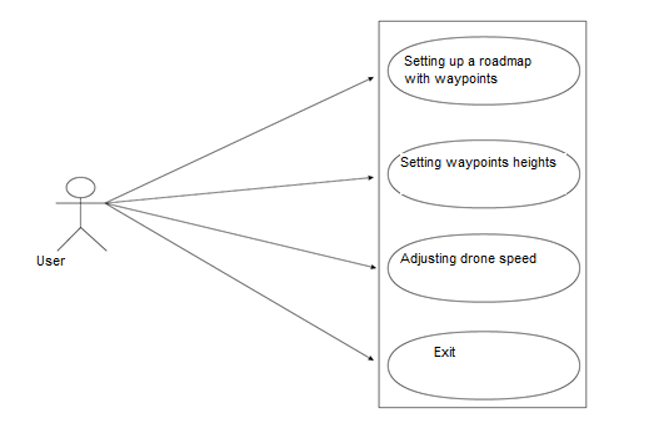 Setting up a roadmap
with waypoints
Setting waypoints heights
User
Adjusting drone speed
Exit